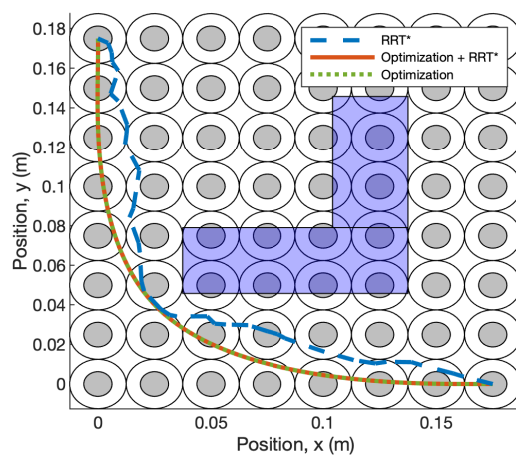 0.18
0.16
0.14
0.12
0.1
0.08
0.06
0.04
0.02
0
Position, y (m)
RRT*
Optimization + RRT*
Optimization
0 0.05 0.1 0.15
Position, x (m)